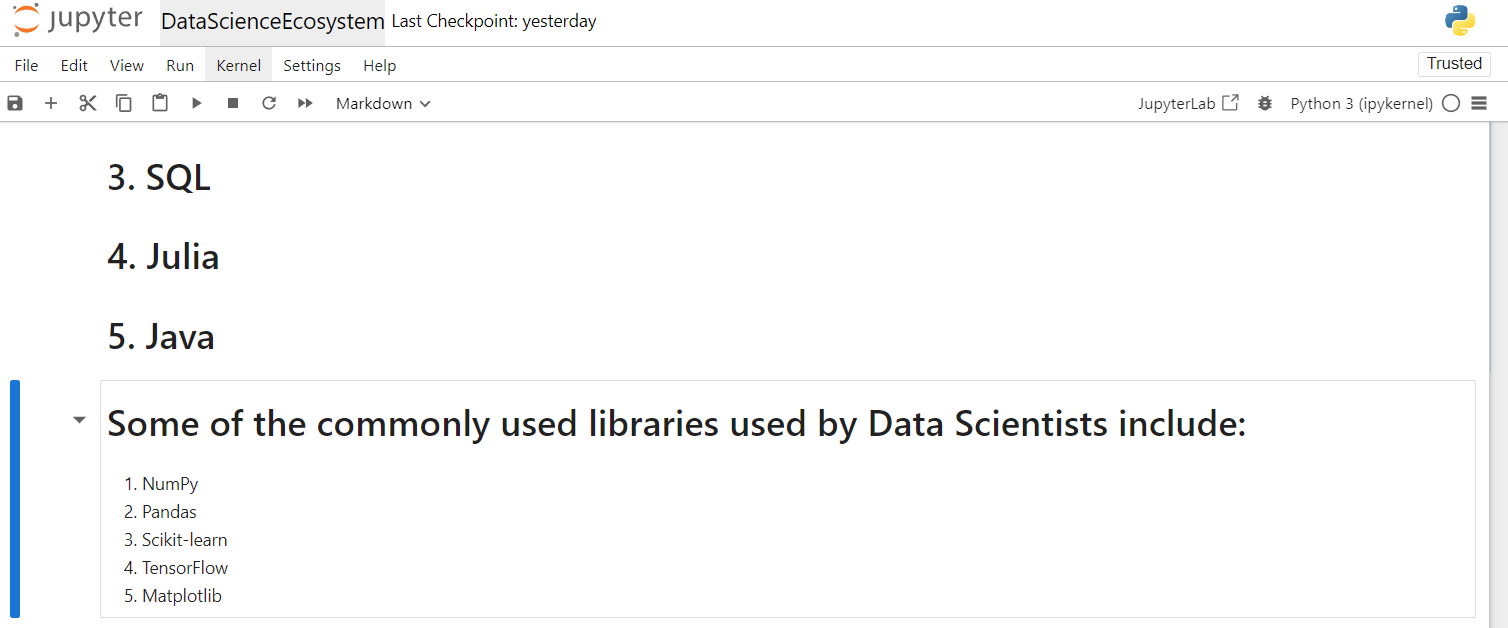 jupyter DataScienceEcosystem Last Checkpoint: yesterday
File Edit View Run Kernel Settings Help Trusted
Markdown JupyterLab Python 3 (ipykernel)
3. SQL
4. Julia
5. Java
Some of the commonly used libraries used by Data Scientists include:
1. NumPy
2. Pandas
3. Scikit-learn
4. TensorFlow
5. Matplotlib